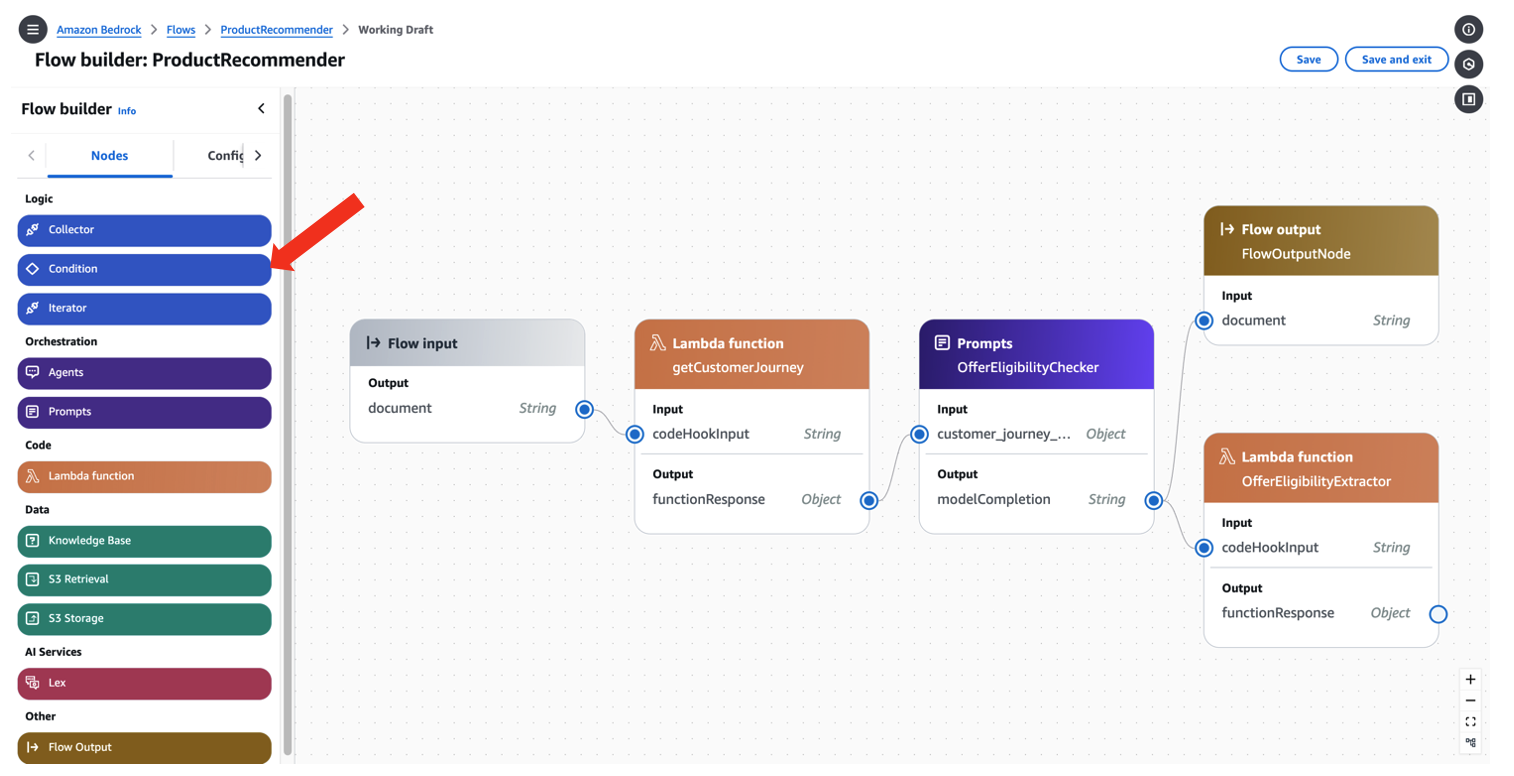 Amazon Bedrock > Flows > ProductRecommender > Working Draft
Flow builder: ProductRecommender
Save
Save and exit
Flow builder Info
Nodes
Config
Logic
Collector
Condition
Iterator
Orchestration
Agents
Prompts
Code
Lambda function
Data
Knowledge Base
S3 Retrieval
S3 Storage
AI Services
Lex
Other
Flow Output
Flow input
Output
document String
Lambda function
getCustomerJourney
Input
codeHookInput String
Output
functionResponse Object
Prompts
OfferEligibilityChecker
Input
customer_journey_... Object
Output
modelCompletion String
Flow output
FlowOutputNode
Input
document String
Lambda function
OfferEligibilityExtractor
Input
codeHookInput String
Output
functionResponse Object